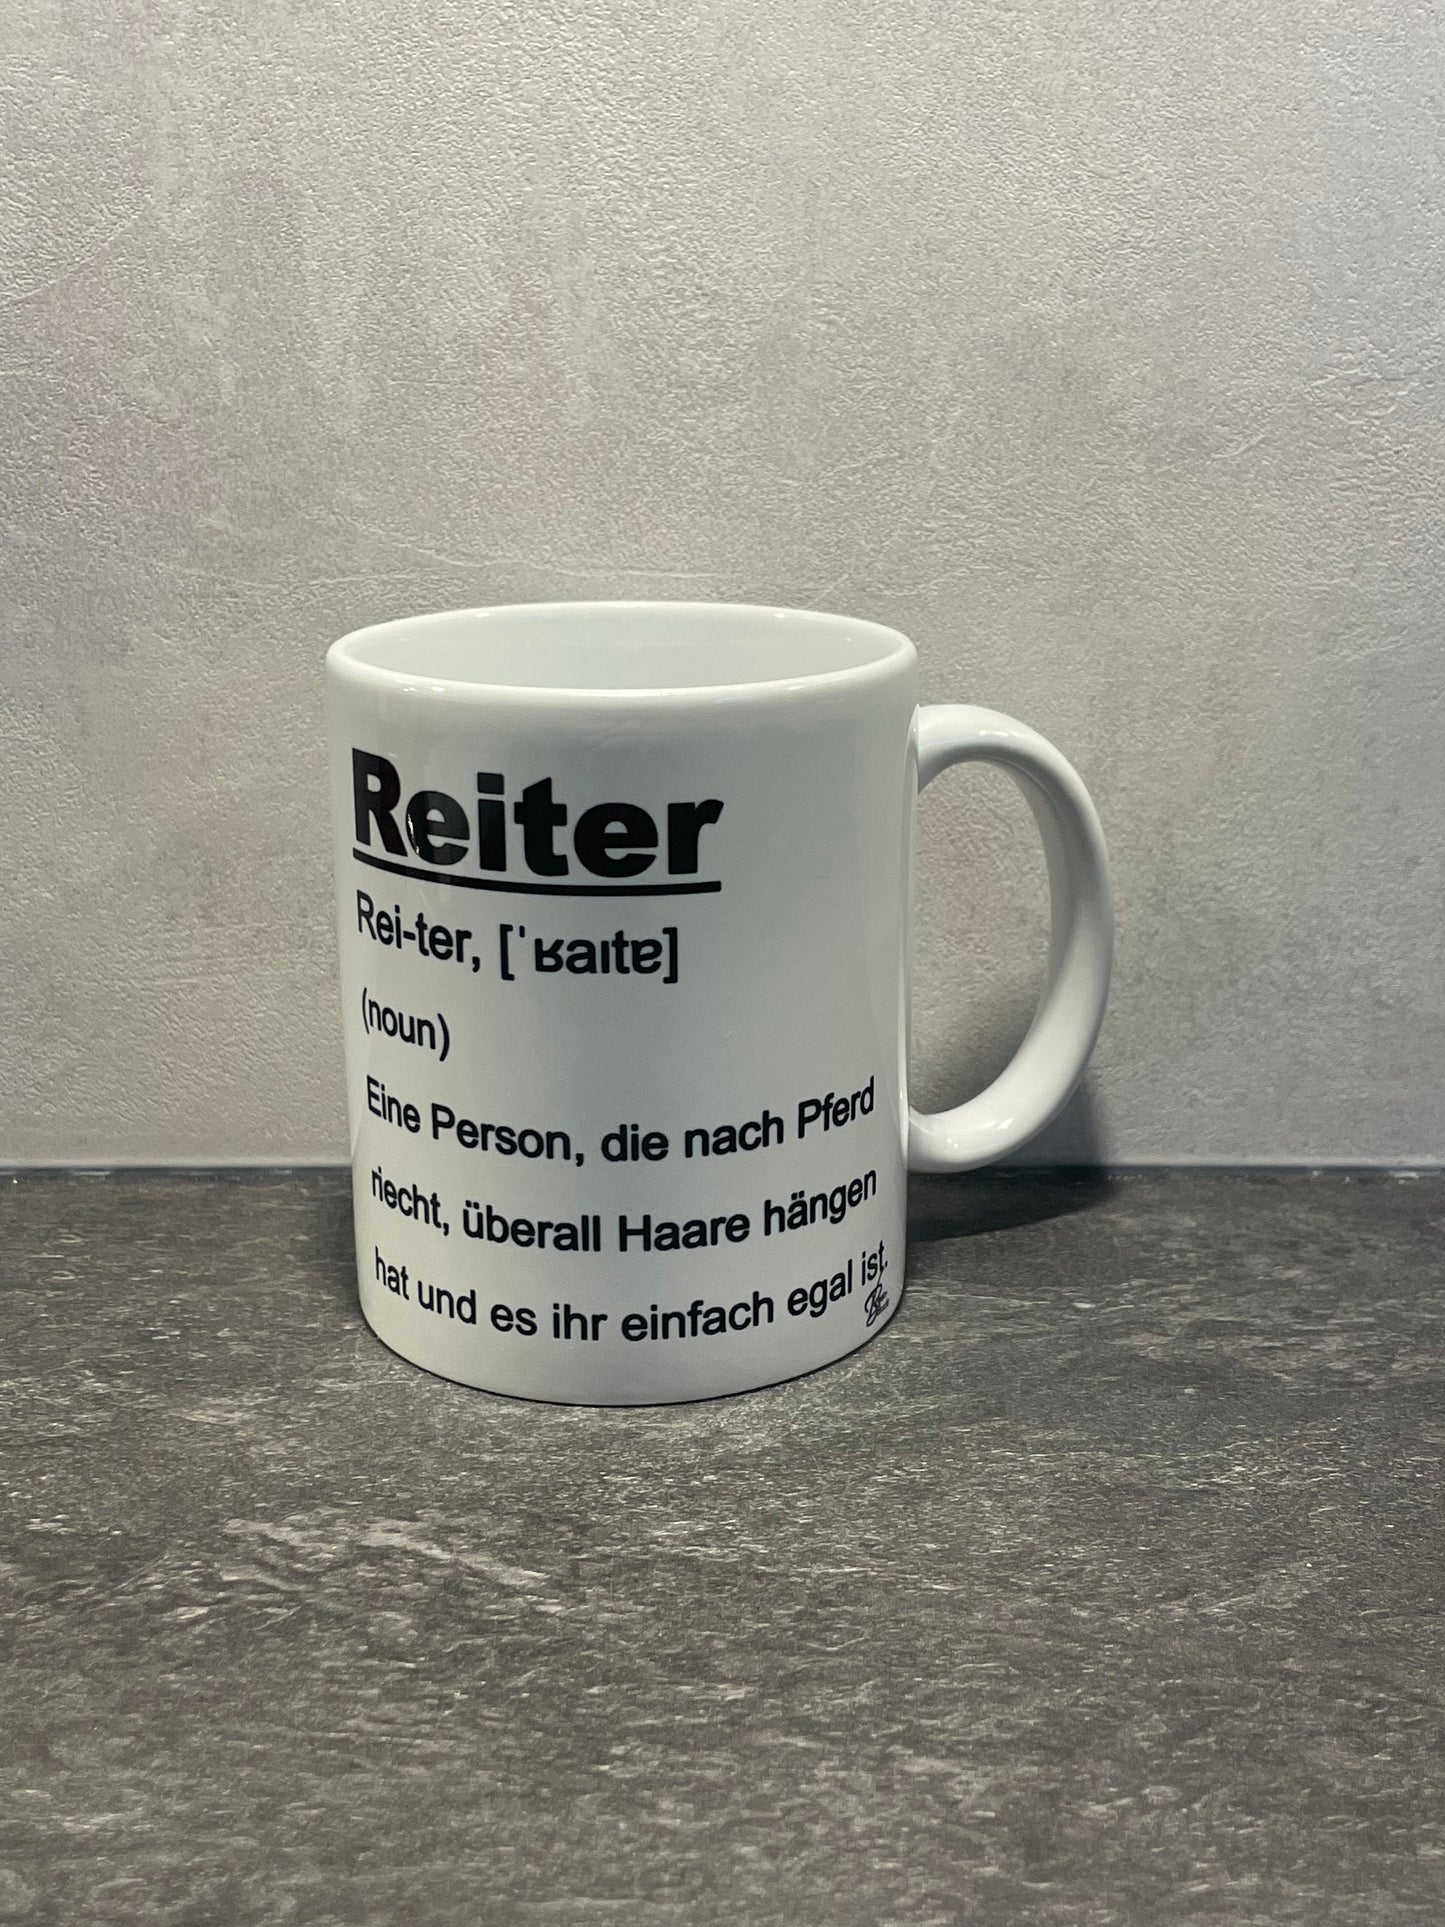 Reiter
Rei-ter, [ˈʁaɪtɐ]
(noun)
Eine Person, die nach Pferd
riecht, überall Haare hängen
hat und es ihr einfach egal ist.